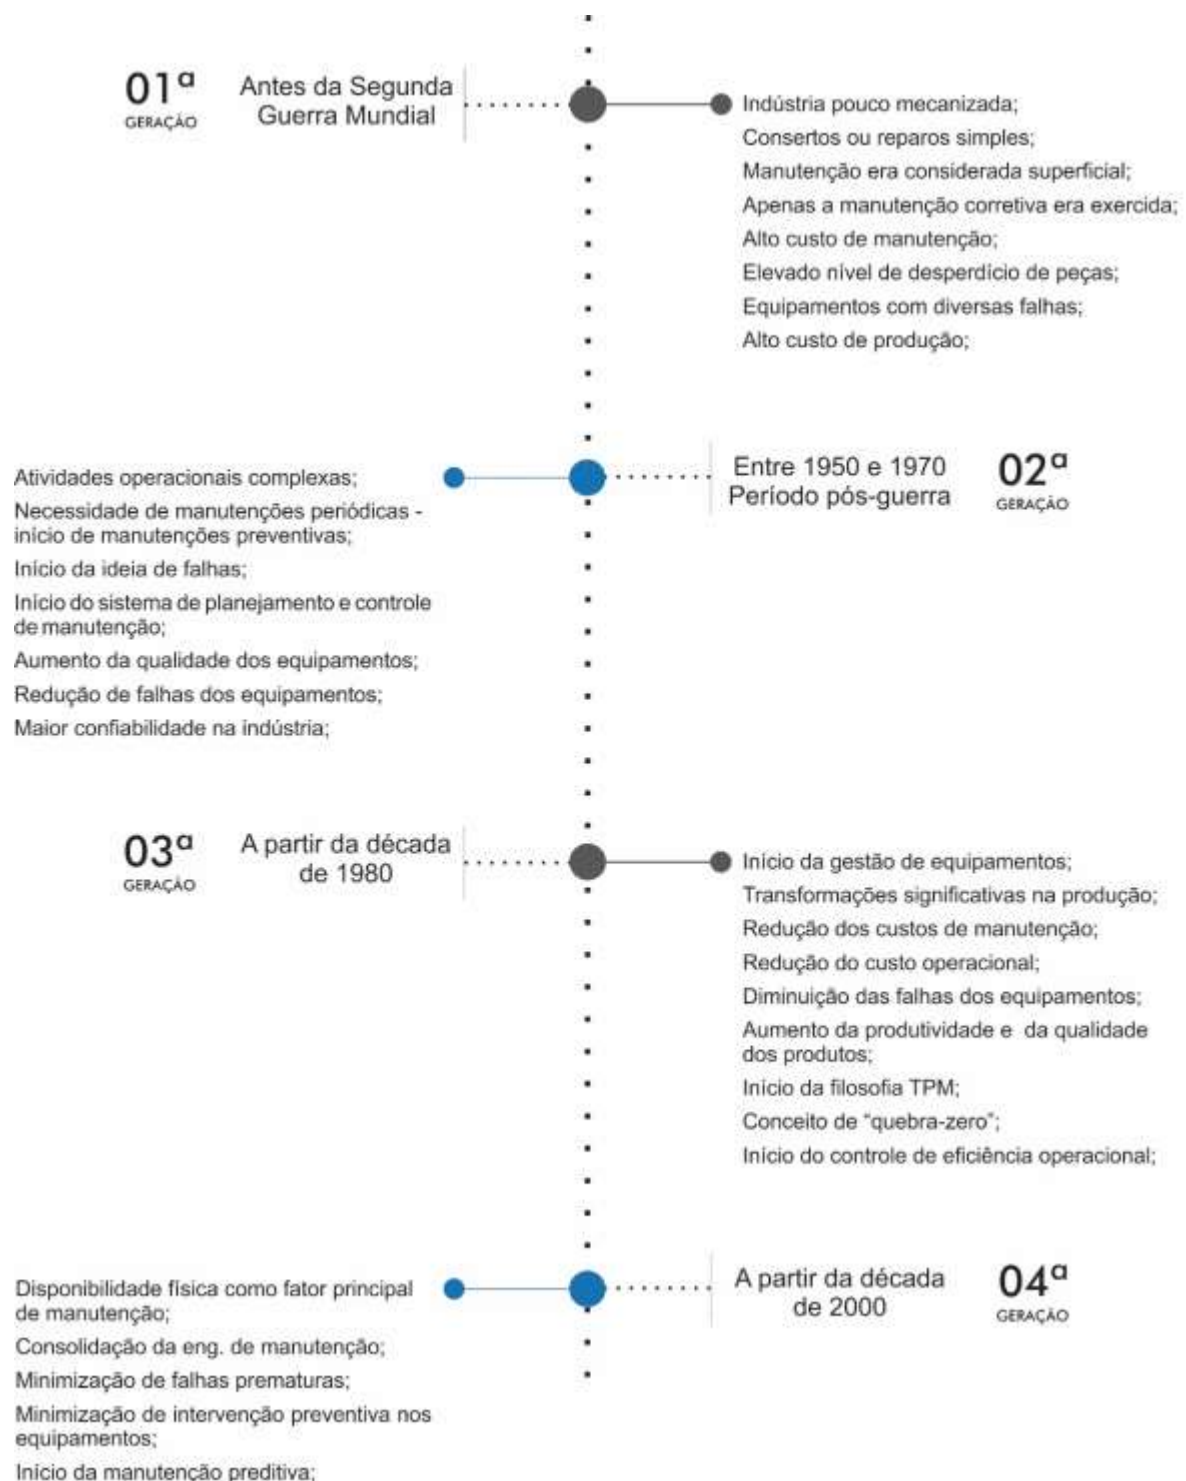 01ª
GERAÇÃO
Antes da Segunda
Guerra Mundial
Indústria pouco mecanizada;
Consertos ou reparos simples;
Manutenção era considerada superficial;
Apenas a manutenção corretiva era exercida;
Alto custo de manutenção;
Elevado nível de desperdício de peças;
Equipamentos com diversas falhas;
Alto custo de produção;
Entre 1950 e 1970
Período pós-guerra
02ª
GERAÇÃO
Atividades operacionais complexas;
Necessidade de manutenções periódicas -
início de manutenções preventivas;
Início da ideia de falhas;
Início do sistema de planejamento e controle
de manutenção;
Aumento da qualidade dos equipamentos;
Redução de falhas dos equipamentos;
Maior confiabilidade na indústria;
03ª
GERAÇÃO
A partir da década
de 1980
Início da gestão de equipamentos;
Transformações significativas na produção;
Redução dos custos de manutenção;
Redução do custo operacional;
Diminuição das falhas dos equipamentos;
Aumento da produtividade e da qualidade
dos produtos;
Início da filosofia TPM;
Conceito de “quebra-zero”;
Início do controle de eficiência operacional;
A partir da década
de 2000
04ª
GERAÇÃO
Disponibilidade física como fator principal
de manutenção;
Consolidação da eng. de manutenção;
Minimização de falhas prematuras;
Minimização de intervenção preventiva nos
equipamentos;
Início da manutenção preditiva;